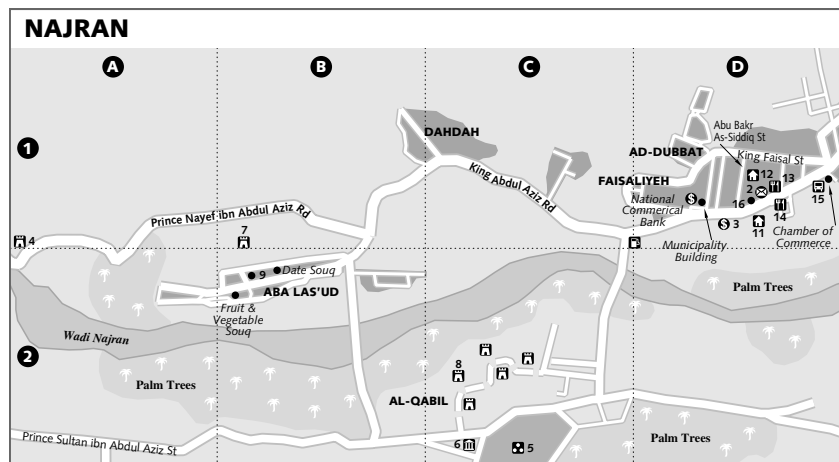 NAJRAN
A
B
C
D
1
DAHDAH
AD-DUBBAT
Abu Bakr
As-Siddiq St
King Faisal St
FAISALIYEH
12
13
2
16
15
14
National
Commerical
Bank
3
11
Chamber of
Commerce
Municipality
Building
King Abdul Aziz Rd
Prince Nayef ibn Abdul Aziz Rd
4
7
9
Date Souq
ABA LAS'UD
Fruit &
Vegetable
Souq
Palm Trees
Wadi Najran
2
Palm Trees
8
AL-QABIL
Prince Sultan ibn Abdul Aziz St
6
5
Palm Trees